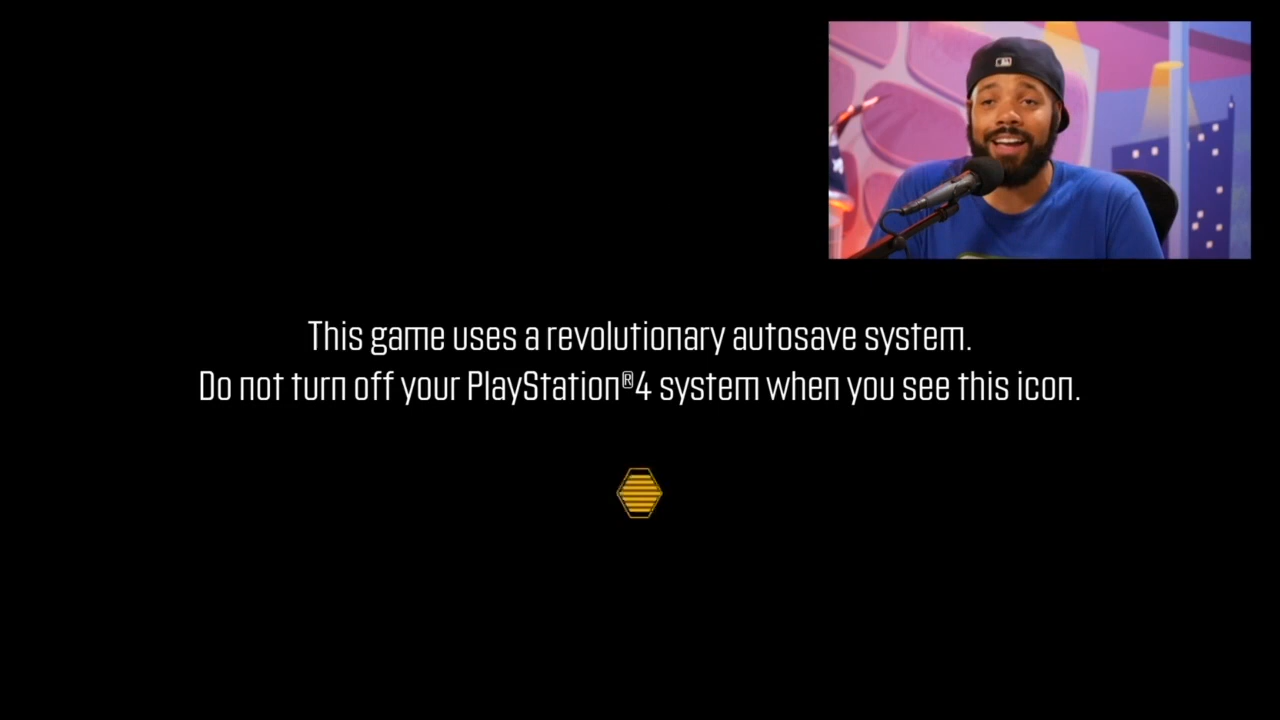 This game uses a revolutionary autosave system.
Do not turn off your PlayStation®4 system when you see this icon.